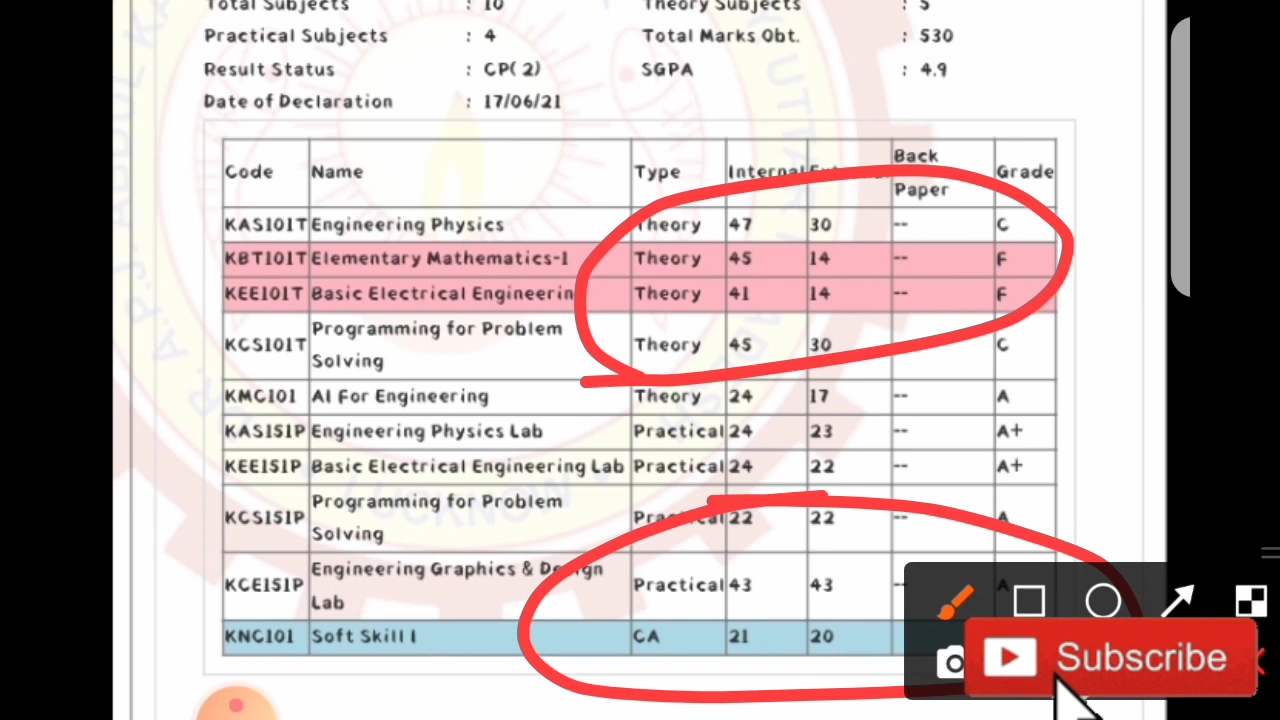 Total Subjects : 10 Theory Subjects : 5
Practical Subjects : 4 Total Marks Obt. : 530
Result Status : CP( 2) SGPA : 4.9
Date of Declaration : 17/06/21
Code Name Type Internal External Back Paper Grade
KAS101T Engineering Physics Theory 47 30 -- C
KBT101T Elementary Mathematics-I Theory 45 14 -- F
KEE101T Basic Electrical Engineerin Theory 41 14 -- F
KCS101T Programming for Problem Solving Theory 45 30 C
KMC101 AI For Engineering Theory 24 17 -- A
KAS151P Engineering Physics Lab Practical 24 23 -- A+
KEE151P Basic Electrical Engineering Lab Practical 24 22 -- A+
KCS151P Programming for Problem Solving Practical 22 22 -- A
KCE151P Engineering Graphics & Design Lab Practical 43 43 -- A
KNC101 Soft Skill I CA 21 20
Subscribe
LUCKNOW